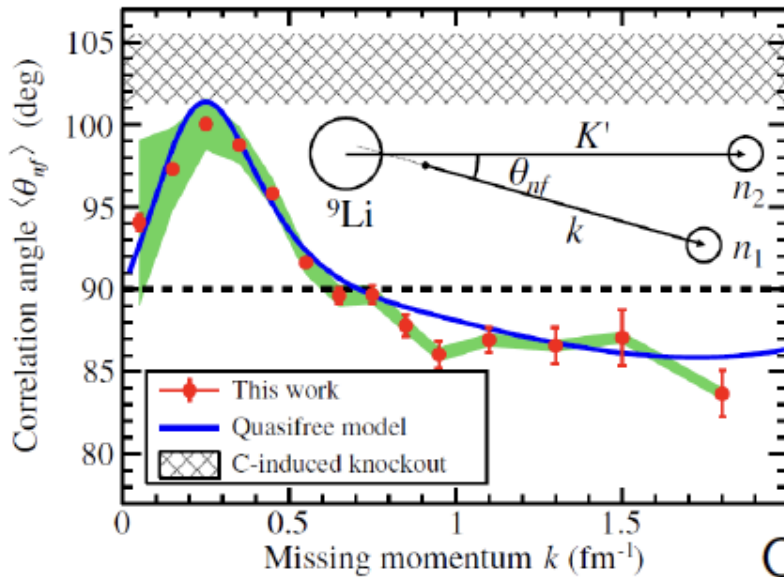 Correlation angle ⟨θnf⟩ (deg)
105
100
95
90
85
80
K'
θnf
n2
⁹Li
k
n1
This work
Quasifree model
C-induced knockout
0 0.5 1 1.5
Missing momentum k (fm⁻¹)